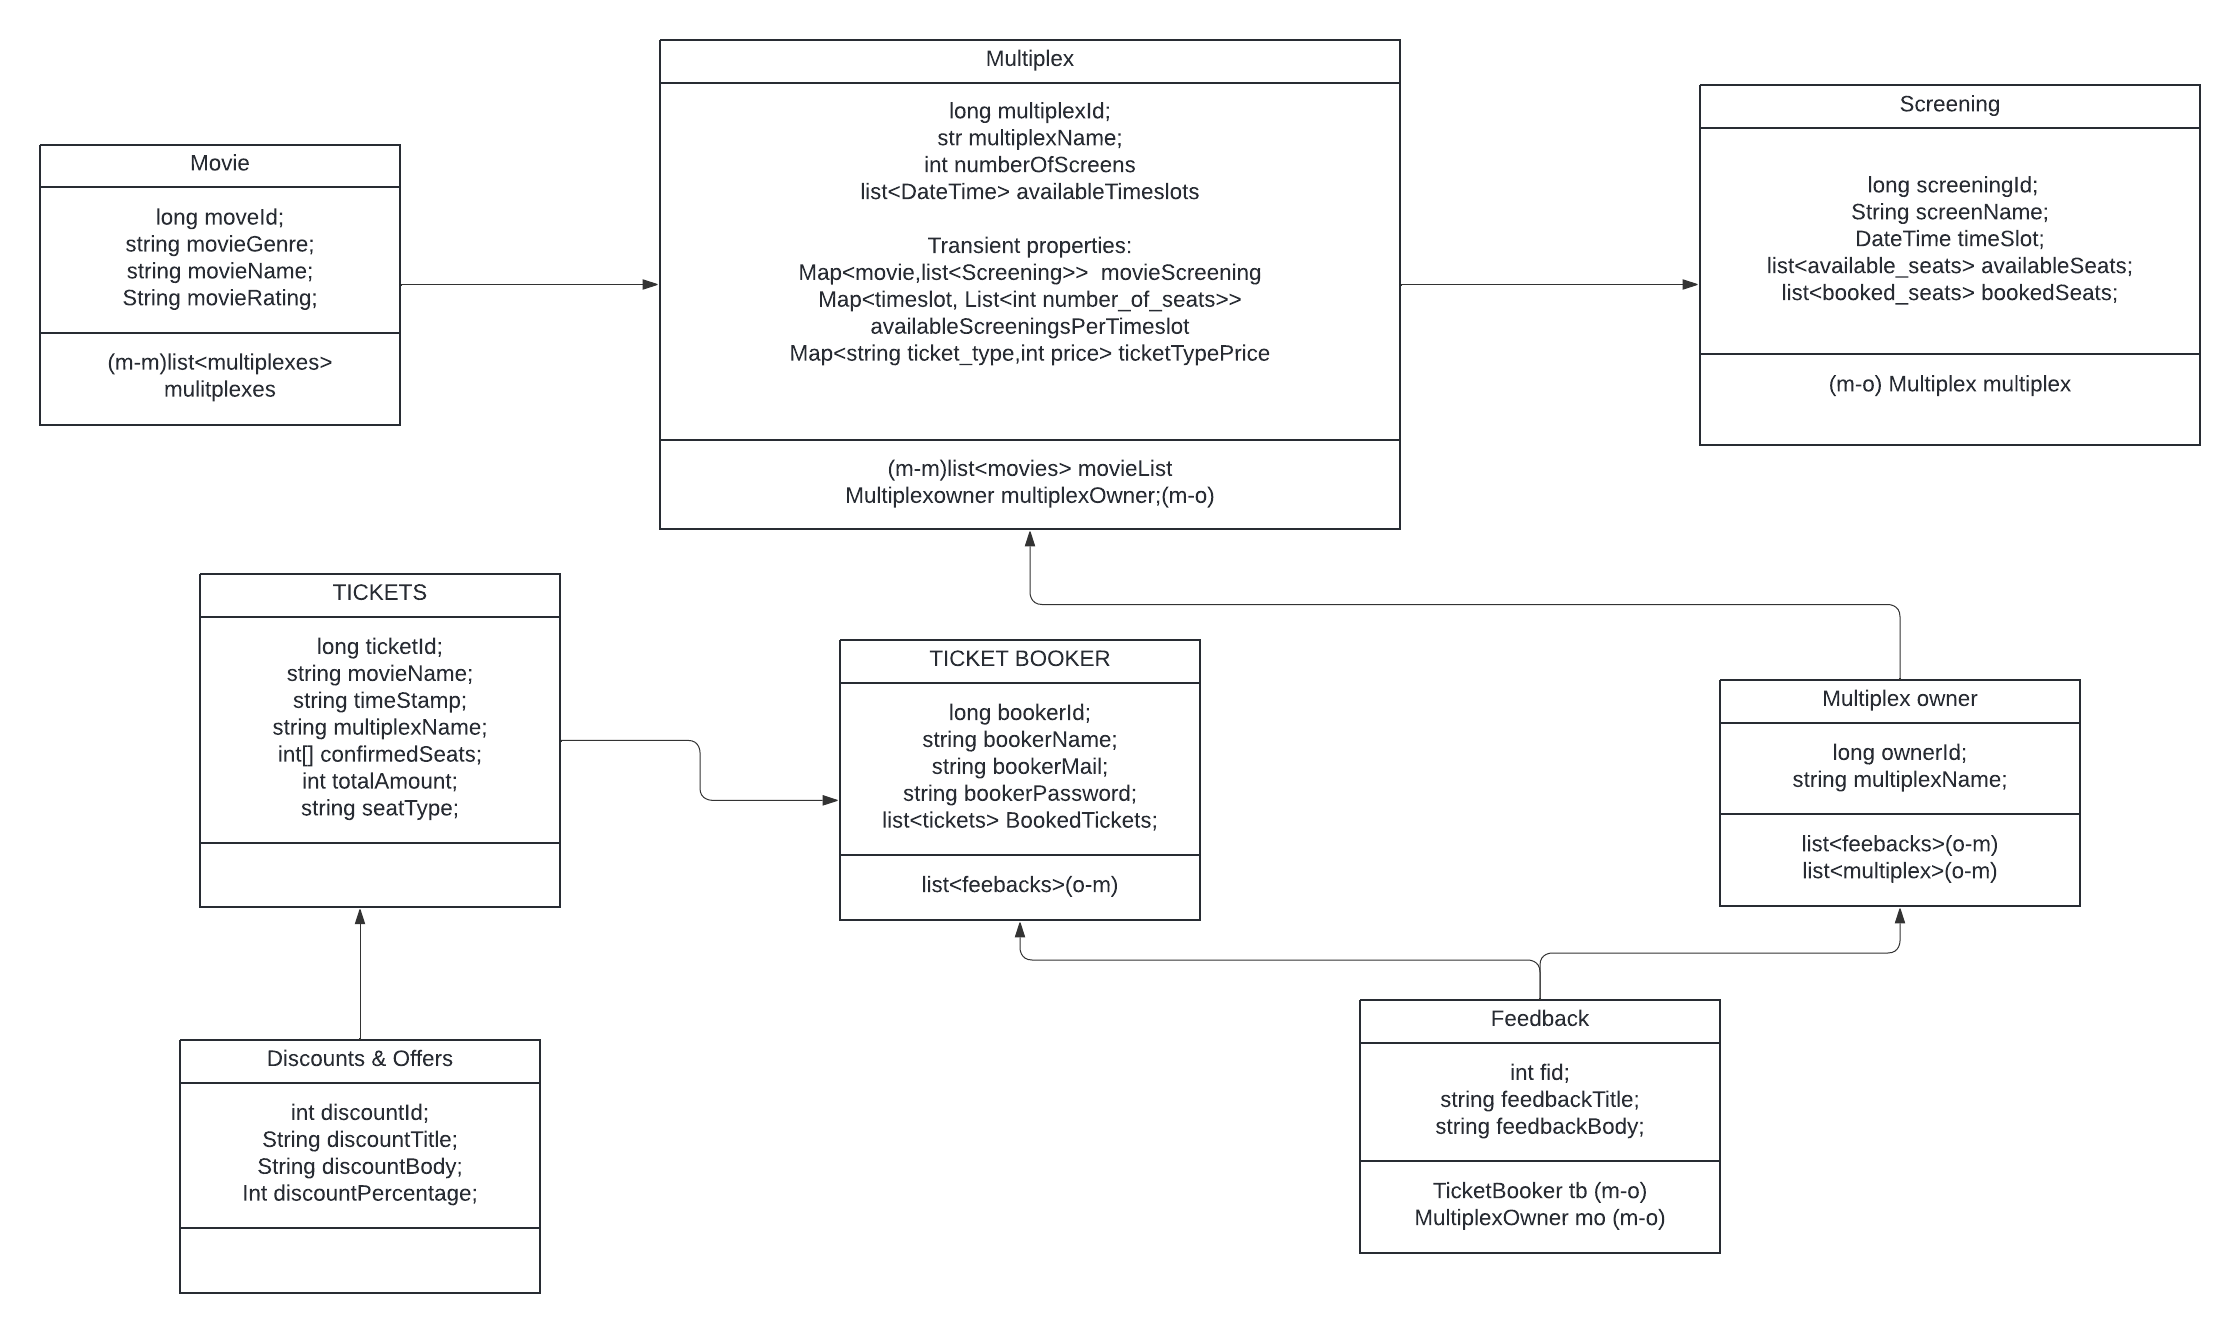 Multiplex
long multiplexId;
str multiplexName;
int numberOfScreens
list<DateTime> availableTimeslots
Transient properties:
Map<movie,list<Screening>>  movieScreening
Map<timeslot, List<int number_of_seats>>
availableScreeningsPerTimeslot
Map<string ticket_type,int price> ticketTypePrice
(m-m)list<movies> movieList
Multiplexowner multiplexOwner;(m-o)
Screening
long screeningId;
String screenName;
DateTime timeSlot;
list<available_seats> availableSeats;
list<booked_seats> bookedSeats;
(m-o) Multiplex multiplex
Movie
long moveId;
string movieGenre;
string movieName;
String movieRating;
(m-m)list<multiplexes>
mulitplexes
TICKETS
long ticketId;
string movieName;
string timeStamp;
string multiplexName;
int[] confirmedSeats;
int totalAmount;
string seatType;
TICKET BOOKER
long bookerId;
string bookerName;
string bookerMail;
string bookerPassword;
list<tickets> BookedTickets;
list<feebacks>(o-m)
Multiplex owner
long ownerId;
string multiplexName;
list<feebacks>(o-m)
list<multiplex>(o-m)
Discounts & Offers
int discountId;
String discountTitle;
String discountBody;
Int discountPercentage;
Feedback
int fid;
string feedbackTitle;
string feedbackBody;
TicketBooker tb (m-o)
MultiplexOwner mo (m-o)